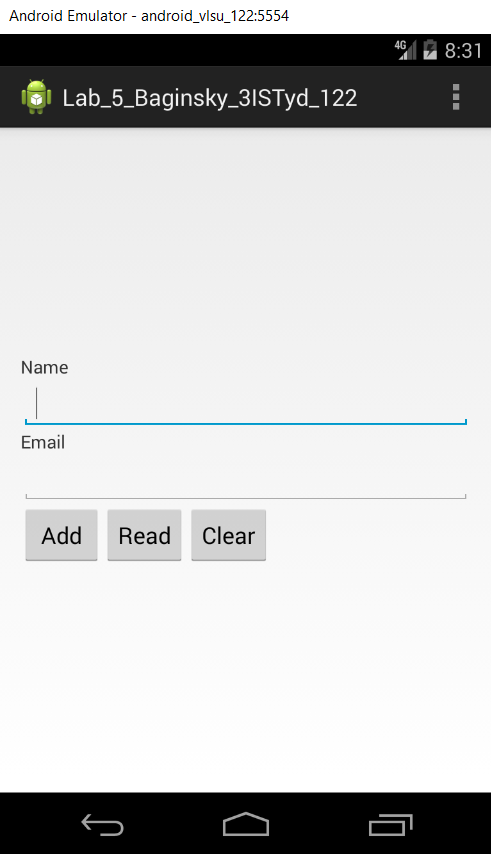 Android Emulator - android_vlsu_122:5554
4G 8:31
Lab_5_Baginsky_3ISTyd_122
Name
Email
Add Read Clear